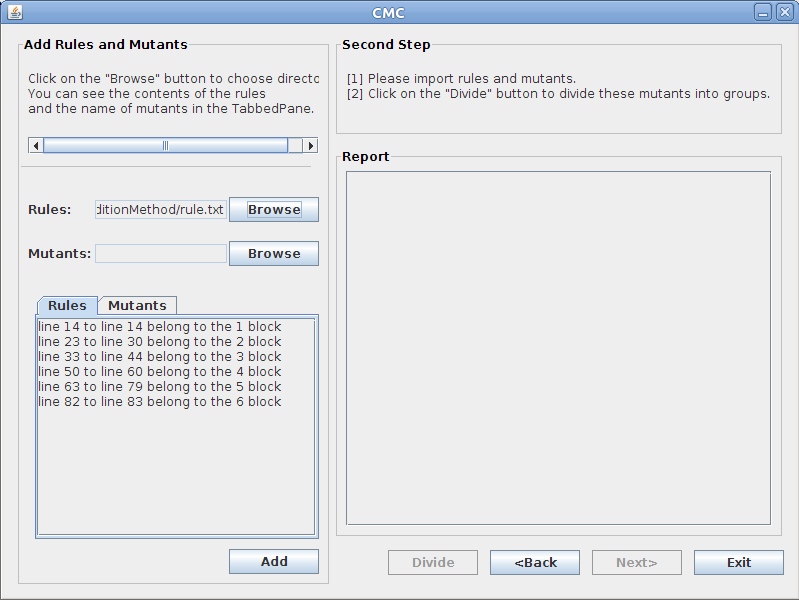 CMC
Add Rules and Mutants
Click on the "Browse" button to choose directo
You can see the contents of the rules
and the name of mutants in the TabbedPane.
Rules:
ditionMethod/rule.txt
Browse
Mutants:
Browse
Rules
Mutants
line 14 to line 14 belong to the 1 block
line 23 to line 30 belong to the 2 block
line 33 to line 44 belong to the 3 block
line 50 to line 60 belong to the 4 block
line 63 to line 79 belong to the 5 block
line 82 to line 83 belong to the 6 block
Add
Second Step
[1] Please import rules and mutants.
[2] Click on the "Divide" button to divide these mutants into groups.
Report
Divide
<Back
Next>
Exit